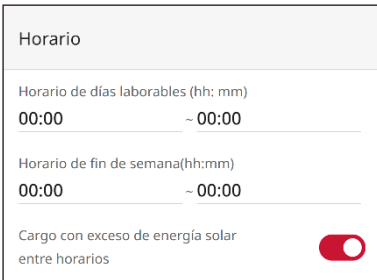 Horario
Horario de días laborables (hh: mm)
00:00 ~ 00:00
Horario de fin de semana(hh:mm)
00:00 ~ 00:00
Cargo con exceso de energía solar
entre horarios